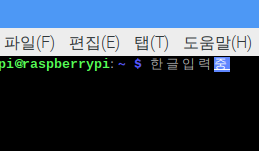 파일(F) 편집(E) 탭(T) 도움말(H)
pi@raspberrypi:~ $ 한글입력중